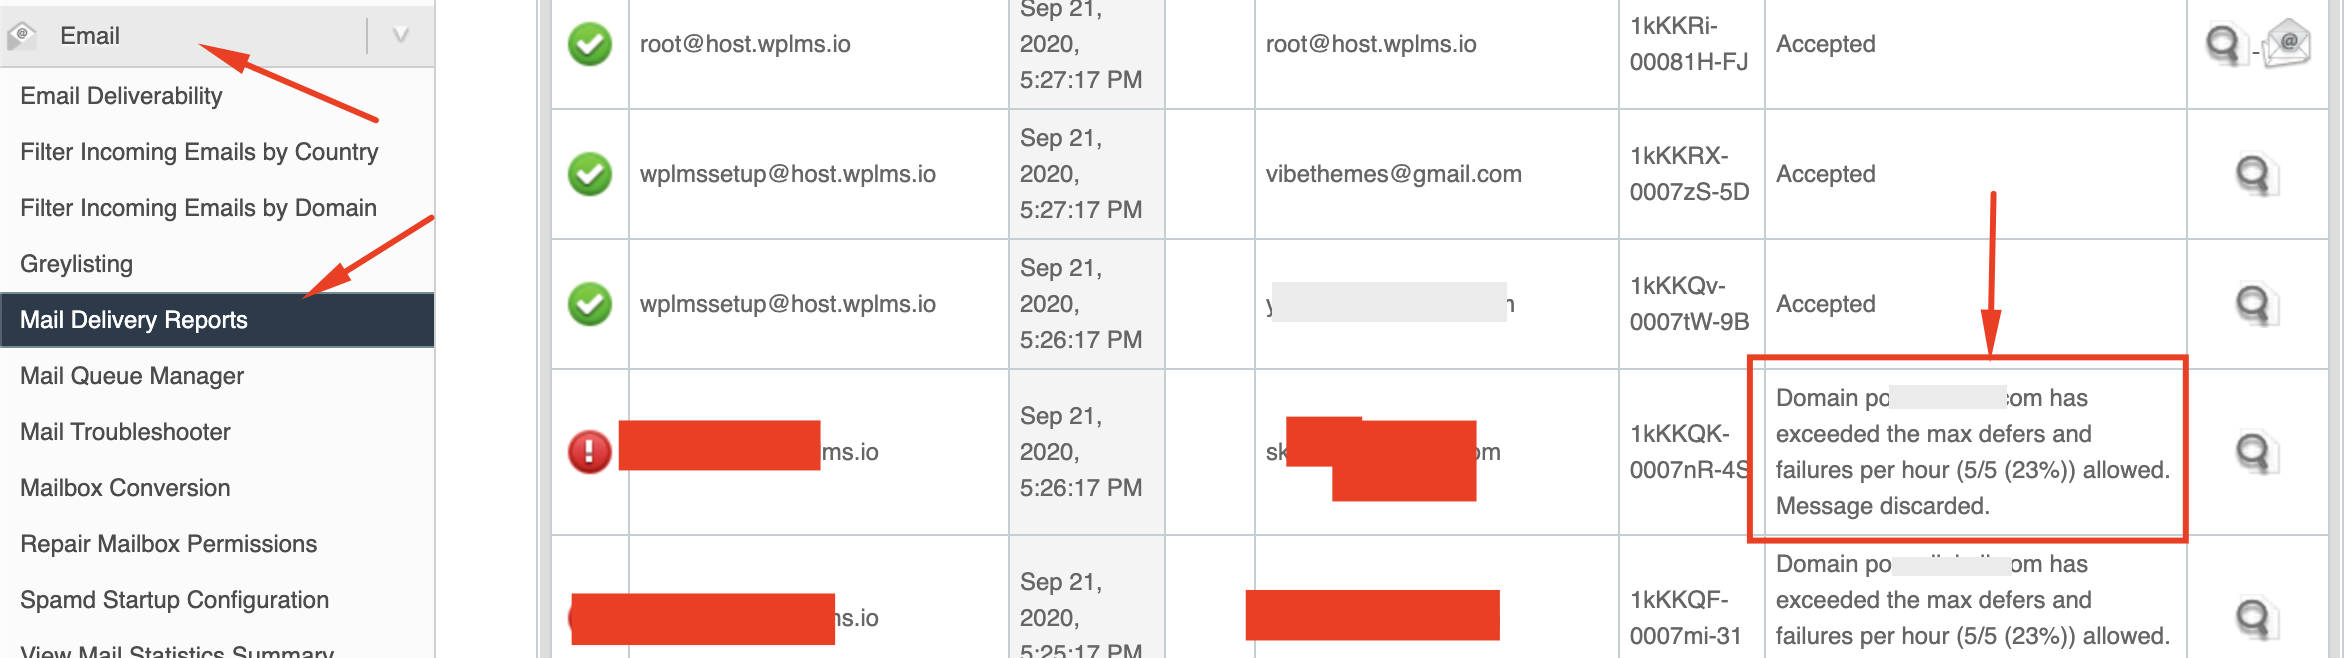 Email
Email Deliverability
Filter Incoming Emails by Country
Filter Incoming Emails by Domain
Greylisting
Mail Delivery Reports
Mail Queue Manager
Mail Troubleshooter
Mailbox Conversion
Repair Mailbox Permissions
Spamd Startup Configuration
View Mail Statistics Summary
root@host.wplms.io
Sep 21,
2020,
5:27:17 PM
root@host.wplms.io
1kKKRi-
00081H-FJ
Accepted
wplmssetup@host.wplms.io
Sep 21,
2020,
5:27:17 PM
vibethemes@gmail.com
1kKKRX-
0007zS-5D
Accepted
wplmssetup@host.wplms.io
Sep 21,
2020,
5:26:17 PM
1kKKQv-
0007tW-9B
Accepted
ms.io
Sep 21,
2020,
5:26:17 PM
sk om
1kKKQK-
0007nR-4S
Domain po com has
exceeded the max defers and
failures per hour (5/5 (23%)) allowed.
Message discarded.
ms.io
Sep 21,
2020,
5:25:17 PM
1kKKQF-
0007mi-31
Domain po om has
exceeded the max defers and
failures per hour (5/5 (23%)) allowed.